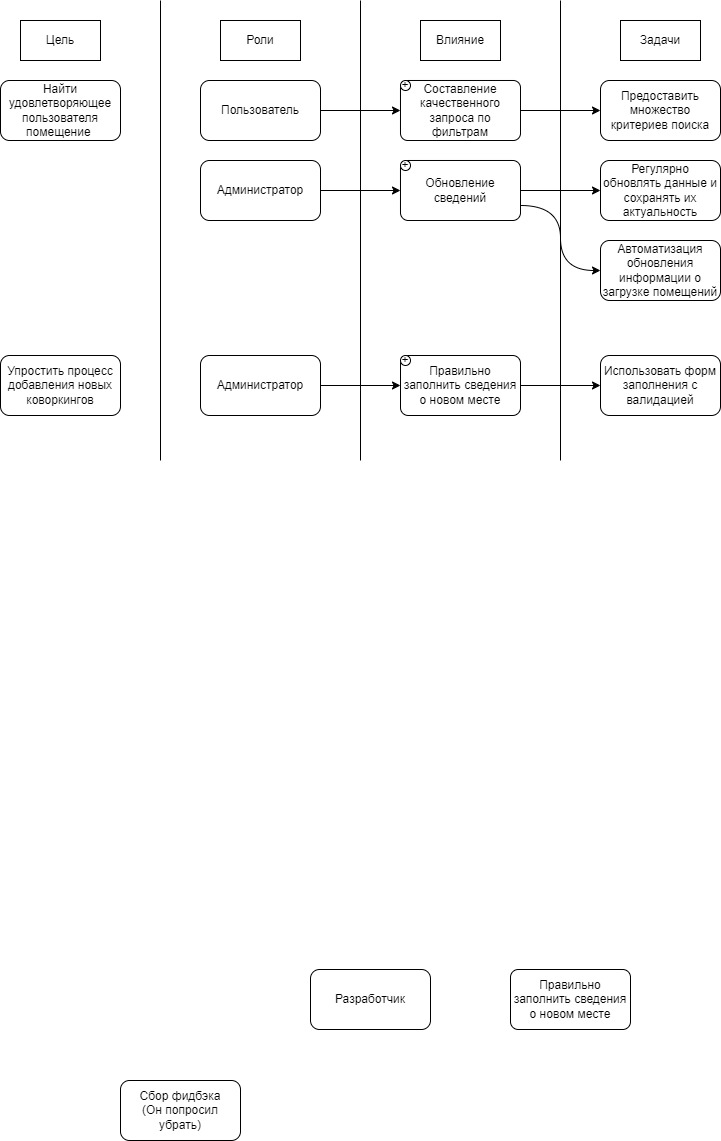 Цель
Роли
Влияние
Задачи
Найти
удовлетворяющее
пользователя
помещение
Пользователь
Составление
качественного
запроса по
фильтрам
Предоставить
множество
критериев поиска
Администратор
Обновление
сведений
Регулярно
обновлять данные и
сохранять их
актуальность
Автоматизация
обновления
информации о
загрузке помещений
Упростить процесс
добавления новых
коворкингов
Администратор
Правильно
заполнить сведения
о новом месте
Использовать форм
заполнения с
валидацией
Разработчик
Правильно
заполнить сведения
о новом месте
Сбор фидбэка
(Он попросил
убрать)